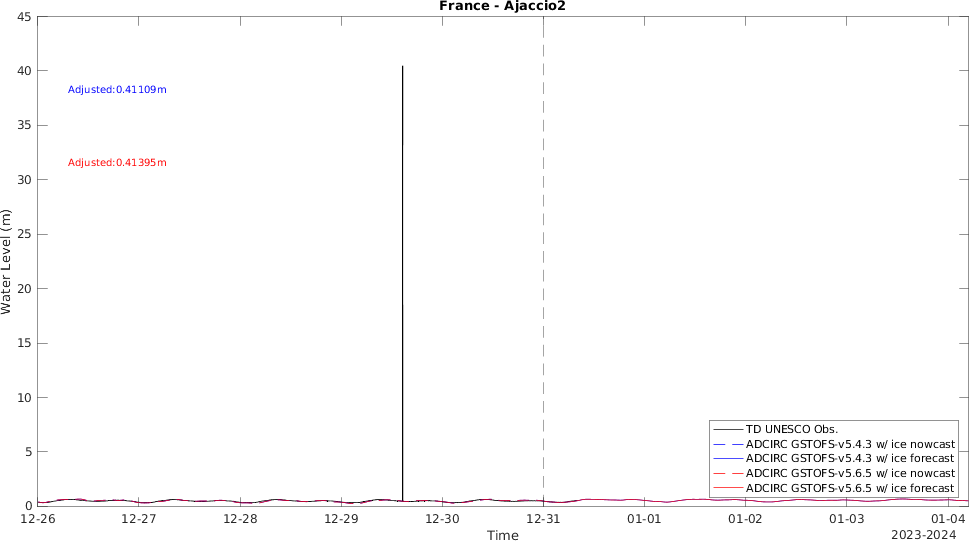 France - Ajaccio2
45
40
35
30
25
20
15
10
5
0
Water Level (m)
Adjusted:0.41109m
Adjusted:0.41395m
TD UNESCO Obs.
ADCIRC GSTOFS-v5.4.3 w/ ice nowcast
ADCIRC GSTOFS-v5.4.3 w/ ice forecast
ADCIRC GSTOFS-v5.6.5 w/ ice nowcast
ADCIRC GSTOFS-v5.6.5 w/ ice forecast
12-26 12-27 12-28 12-29 12-30 12-31 01-01 01-02 01-03 01-04
Time
2023-2024